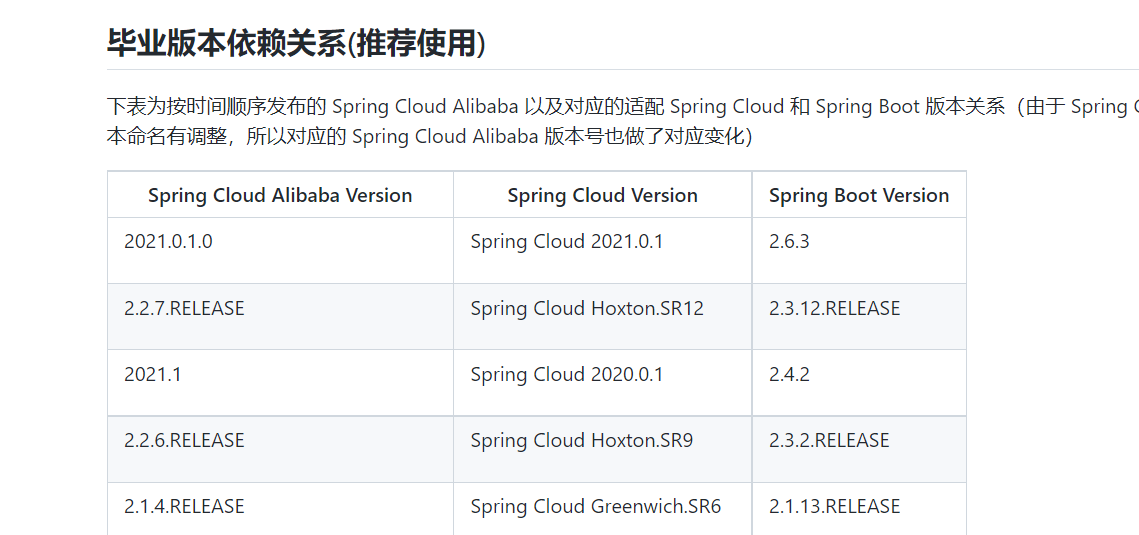 毕业版本依赖关系(推荐使用)
下表为按时间顺序发布的 Spring Cloud Alibaba 以及对应的适配 Spring Cloud 和 Spring Boot 版本关系（由于 Spring
本命名有调整，所以对应的 Spring Cloud Alibaba 版本号也做了对应变化）
Spring Cloud Alibaba Version Spring Cloud Version Spring Boot Version
2021.0.1.0 Spring Cloud 2021.0.1 2.6.3
2.2.7.RELEASE Spring Cloud Hoxton.SR12 2.3.12.RELEASE
2021.1 Spring Cloud 2020.0.1 2.4.2
2.2.6.RELEASE Spring Cloud Hoxton.SR9 2.3.2.RELEASE
2.1.4.RELEASE Spring Cloud Greenwich.SR6 2.1.13.RELEASE